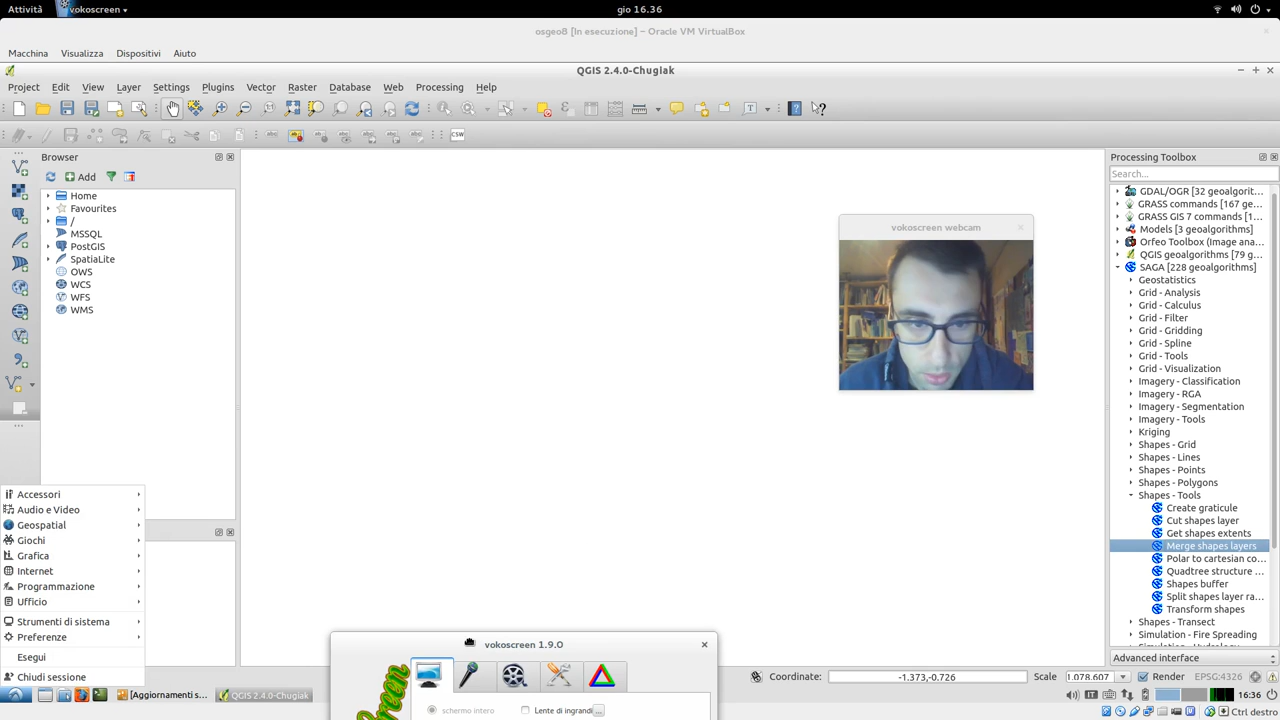 Attività vokoscreen gio 16.36
osgeo8 [In esecuzione] – Oracle VM VirtualBox
Macchina Visualizza Dispositivi Aiuto
QGIS 2.4.0-Chugiak
Project Edit View Layer Settings Plugins Vector Raster Database Web Processing Help
CSW
Browser
Add
Home
Favourites
/
MSSQL
PostGIS
SpatiaLite
OWS
WCS
WFS
WMS
vokoscreen webcam
Processing Toolbox
Search...
GDAL/OGR [32 geoalgorit...
GRASS commands [167 ge...
GRASS GIS 7 commands [1...
Models [3 geoalgorithms]
Orfeo Toolbox (Image ana...
QGIS geoalgorithms [79 g...
SAGA [228 geoalgorithms]
Geostatistics
Grid - Analysis
Grid - Calculus
Grid - Filter
Grid - Gridding
Grid - Spline
Grid - Tools
Grid - Visualization
Imagery - Classification
Imagery - RGA
Imagery - Segmentation
Imagery - Tools
Kriging
Shapes - Grid
Shapes - Lines
Shapes - Points
Shapes - Polygons
Shapes - Tools
Create graticule
Cut shapes layer
Get shapes extents
Merge shapes layers
Polar to cartesian co...
Quadtree structure ...
Shapes buffer
Split shapes layer ra...
Transform shapes
Shapes - Transect
Simulation - Fire Spreading
Advanced interface
Accessori
Audio e Video
Geospatial
Giochi
Grafica
Internet
Programmazione
Ufficio
Strumenti di sistema
Preferenze
Esegui
Chiudi sessione
vokoscreen 1.9.0
schermo intero Lente di ingrandi ...
Coordinate: -1.373,-0.726 Scale 1:078.607 Render EPSG:4326
[Aggiornamenti s... QGIS 2.4.0-Chugiak 16:36
Ctrl destro